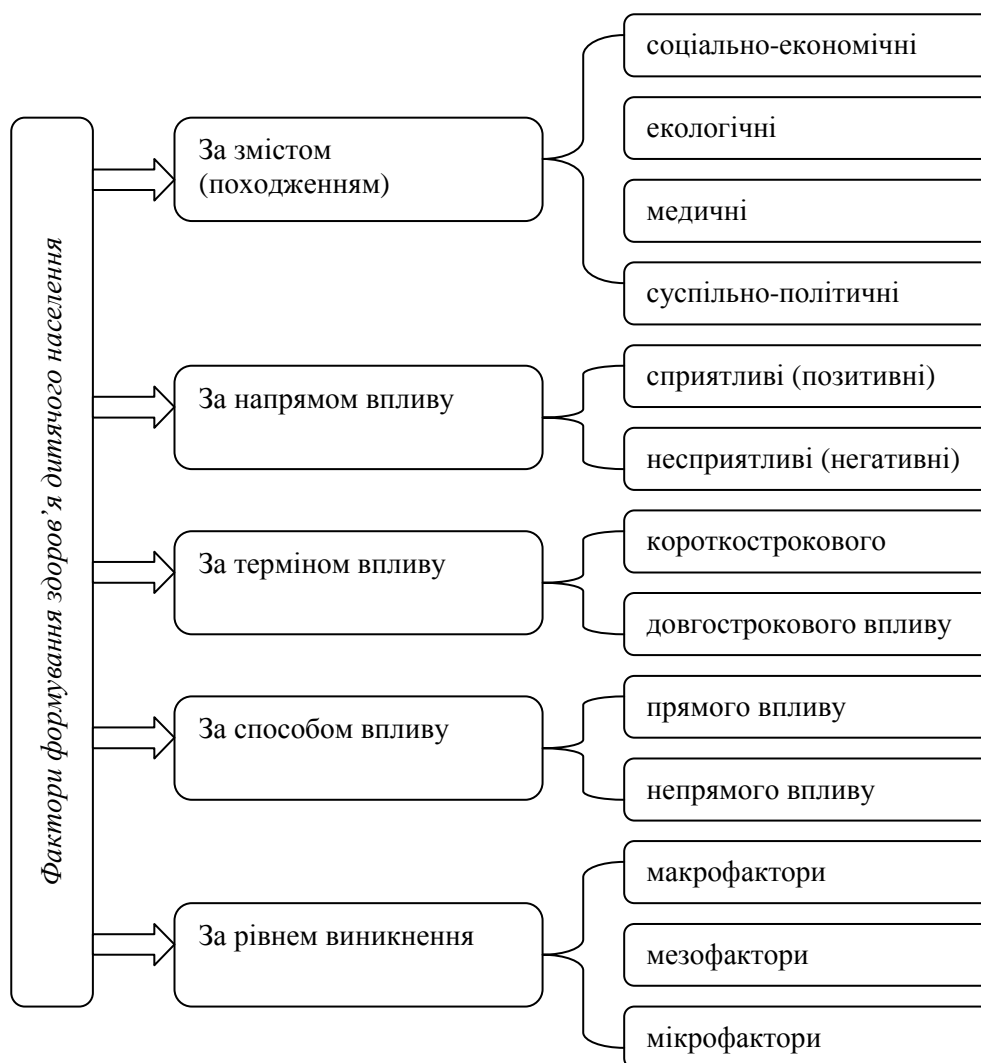 Фактори формування здоров’я дитячого населення
За змістом
(походженням)
соціально-економічні
екологічні
медичні
суспільно-політичні
За напрямом впливу
сприятливі (позитивні)
несприятливі (негативні)
За терміном впливу
короткострокового
довгострокового впливу
За способом впливу
прямого впливу
непрямого впливу
За рівнем виникнення
макрофактори
мезофактори
мікрофактори